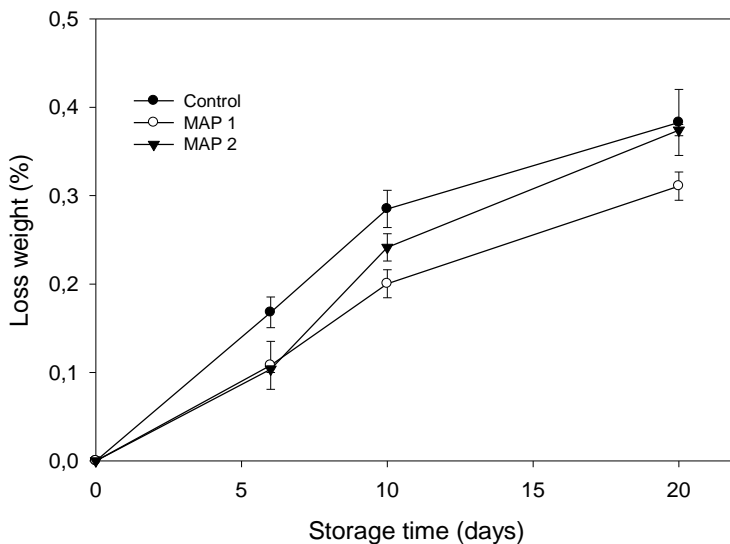 0,5
0,4
0,3
0,2
0,1
0,0
Loss weight (%)
Control
MAP 1
MAP 2
0 5 10 15 20
Storage time (days)